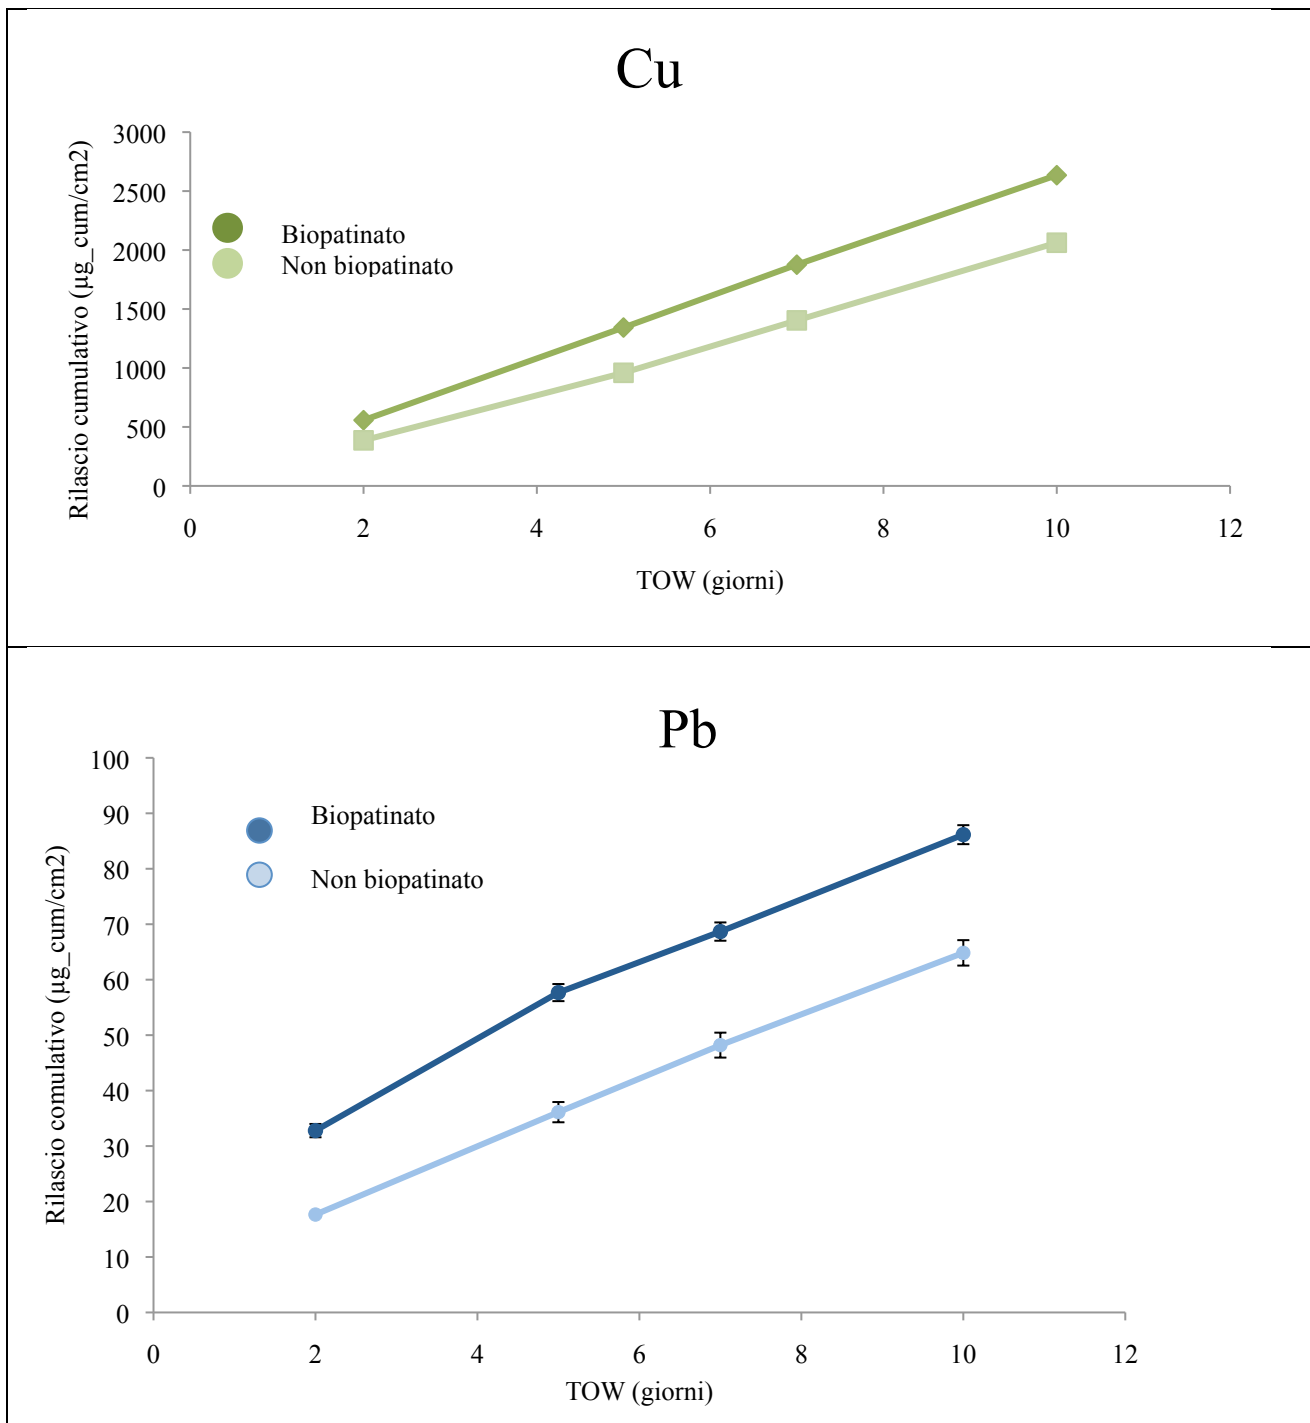 Cu
Rilascio cumulativo (µg_cum/cm2)
3000
2500
2000
1500
1000
500
0
Biopatinato
Non biopatinato
0 2 4 6 8 10 12
TOW (giorni)
Pb
Rilascio comulativo (µg_cum/cm2)
100
90
80
70
60
50
40
30
20
10
0
Biopatinato
Non biopatinato
0 2 4 6 8 10 12
TOW (giorni)